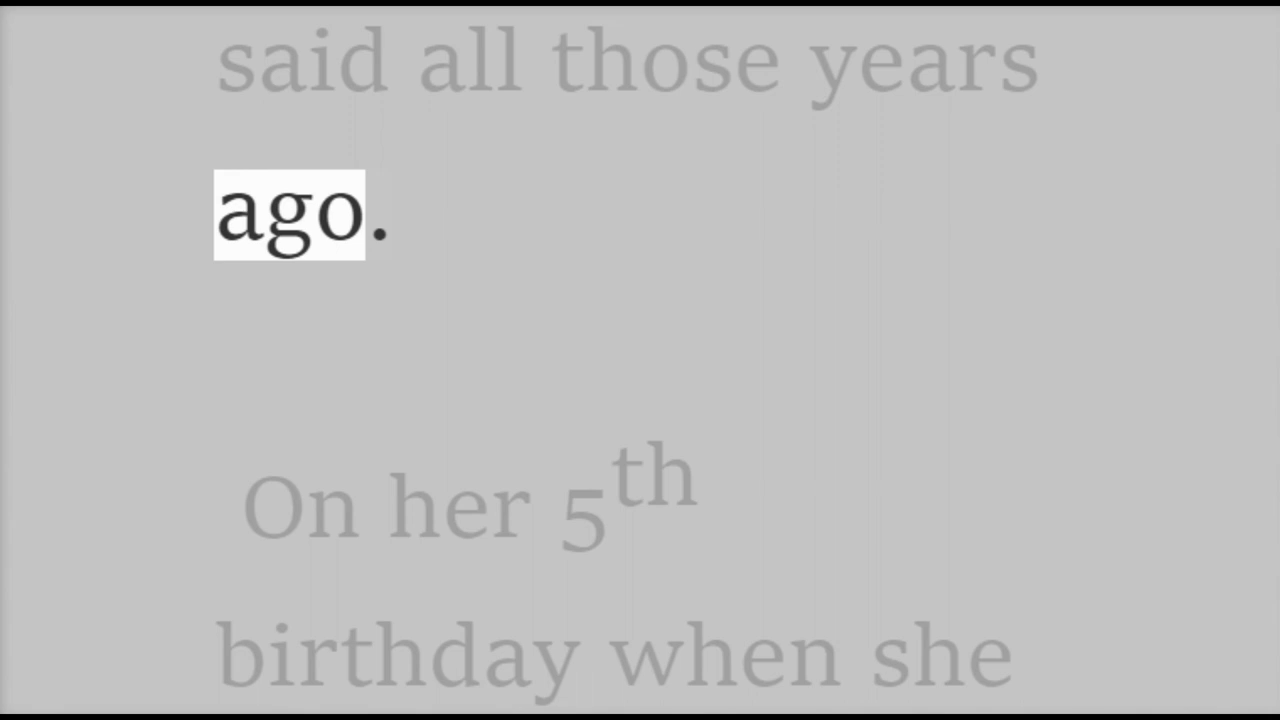 said all those years
ago.
On her 5th
birthday when she